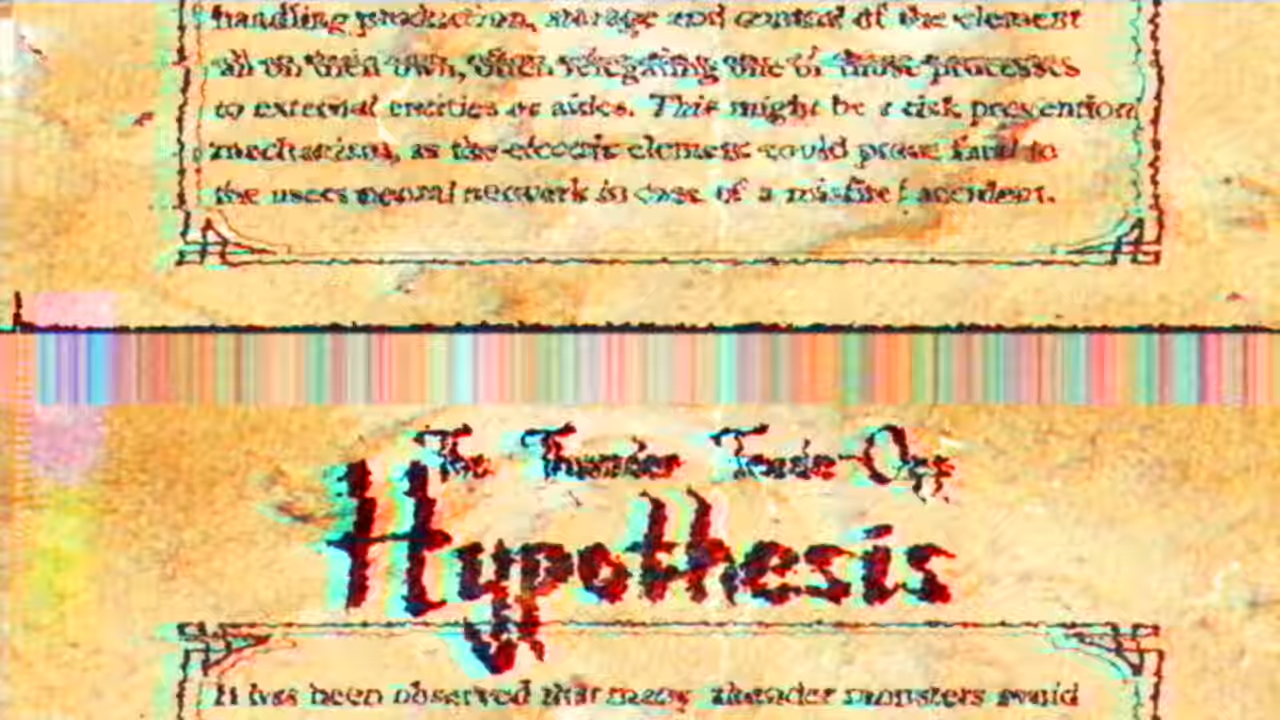 handling production, storage and control of the element
all on their own, often relegating one of those processes
to external entities or aides. This might be a risk prevention
mechanism, as the electric element could prove fatal to
the users neural network in case of a misfire / accident.
The Thunder Trade-Off
Hypothesis
It has been observed that many thunder monsters avoid